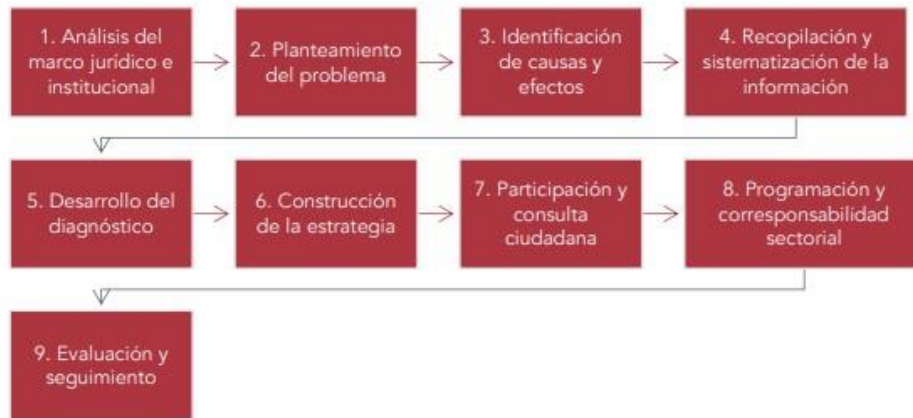 1. Análisis del
marco jurídico e
institucional
2. Planteamiento
del problema
3. Identificación
de causas y
efectos
4. Recopilación y
sistematización de la
información
5. Desarrollo del
diagnóstico
6. Construcción
de la estrategia
7. Participación y
consulta
ciudadana
8. Programación y
corresponsabilidad
sectorial
9. Evaluación y
seguimiento